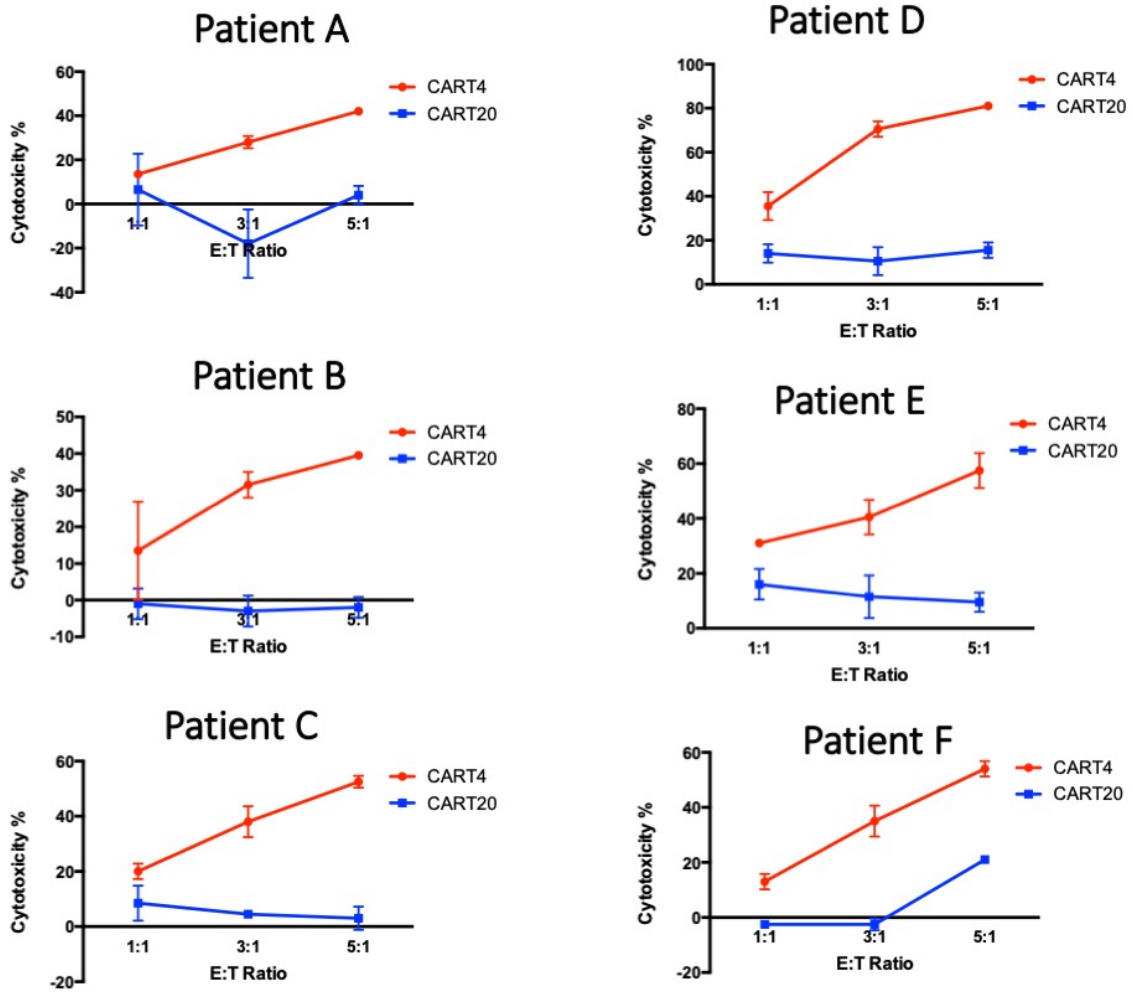 Patient A
60
40
20
0
-20
-40
Cytotoxicity %
1:1
3:1
5:1
E:T Ratio
CART4
CART20
Patient B
50
40
30
20
10
0
-10
Cytotoxicity %
1:1
3:1
5:1
E:T Ratio
CART4
CART20
Patient C
60
40
20
0
-20
Cytotoxicity %
1:1
3:1
5:1
E:T Ratio
CART4
CART20
Patient D
100
80
60
40
20
0
Cytotoxicity %
1:1
3:1
5:1
E:T Ratio
CART4
CART20
Patient E
80
60
40
20
0
Cytotoxicity %
1:1
3:1
5:1
E:T Ratio
CART4
CART20
Patient F
60
40
20
0
-20
Cytotoxicity %
1:1
3:1
5:1
E:T Ratio
CART4
CART20